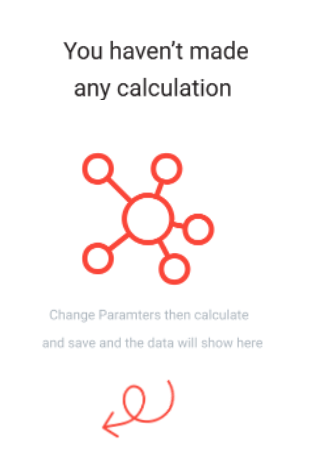 You haven't made
any calculation
Change Paramters then calculate
and save and the data will show here